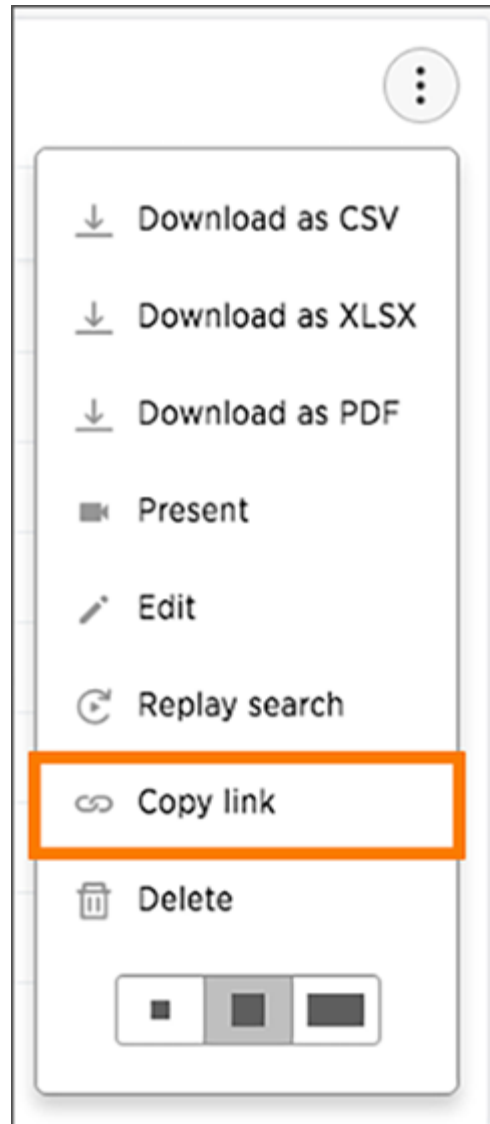 Download as CSV
Download as XLSX
Download as PDF
Present
Edit
Replay search
Copy link
Delete